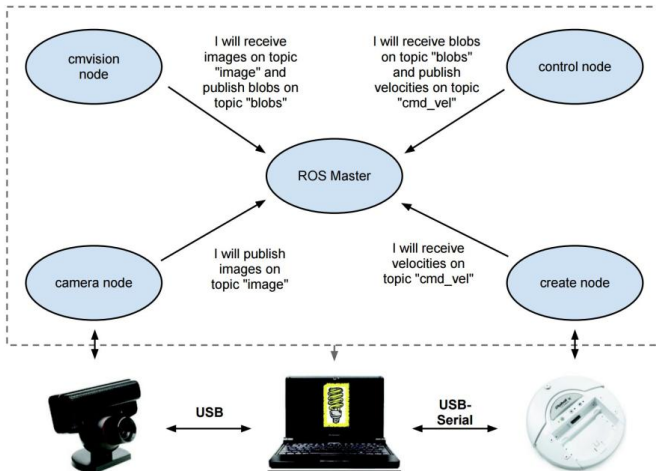 cmvision
node
I will receive
images on topic
"image" and
publish blobs on
topic "blobs"
I will receive blobs
on topic "blobs"
and publish
velocities on topic
"cmd_vel"
control node
ROS Master
camera node
I will publish
images on
topic "image"
I will receive
velocities on
topic "cmd_vel"
create node
USB
USB-
Serial